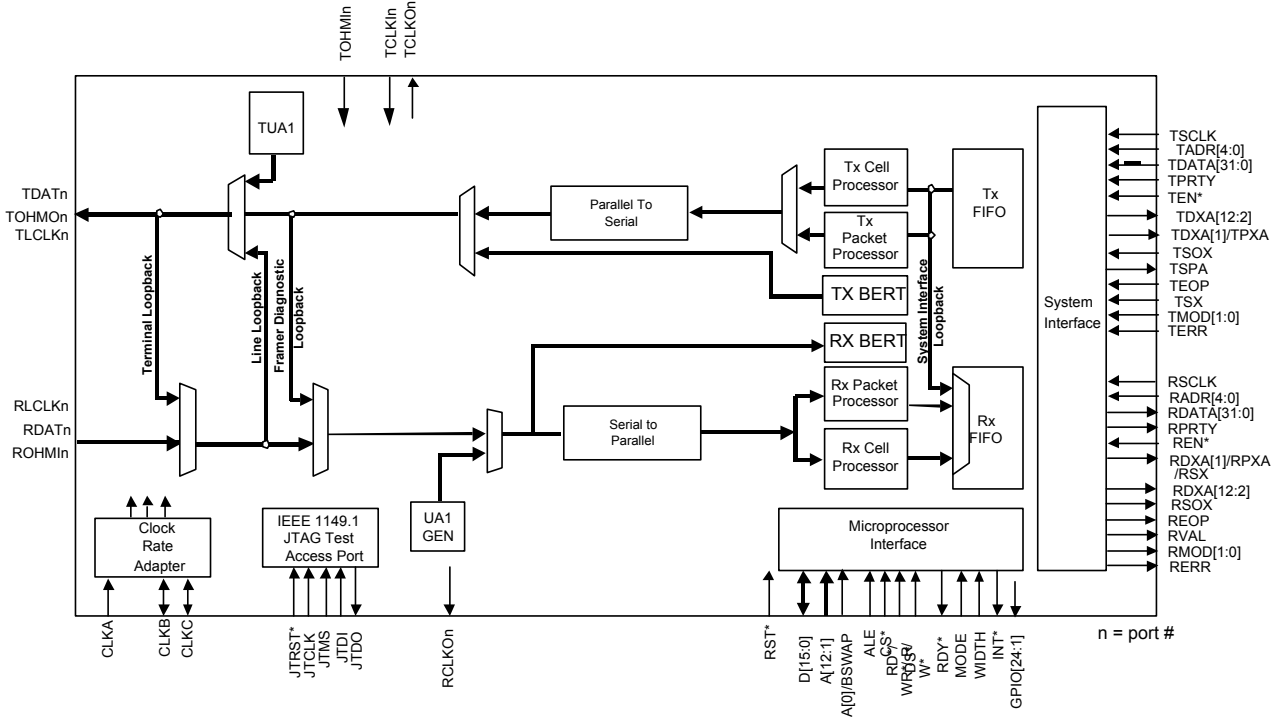 TOHMIn
TCLKIn
TCLKOn
TUA1
TDATn
TOHMOn
TLCLKn
Parallel To
Serial
Tx Cell
Processor
Tx
Packet
Processor
Tx
FIFO
TX BERT
RX BERT
Terminal Loopback
Line Loopback
Framer Diagnostic
Loopback
System Interface
Loopback
System
Interface
TSCLK
TADR[4:0]
TDATA[31:0]
TPRTY
TEN*
TDXA[12:2]
TDXA[1]/TPXA
TSOX
TSPA
TEOP
TSX
TMOD[1:0]
TERR
RSCLK
RADR[4:0]
RDATA[31:0]
RPRTY
REN*
RDXA[1]/RPXA
/RSX
RDXA[12:2]
RSOX
REOP
RVAL
RMOD[1:0]
RERR
RLCLKn
RDATn
ROHMIn
Serial to
Parallel
Rx Packet
Processor
Rx Cell
Processor
Rx
FIFO
Clock
Rate
Adapter
IEEE 1149.1
JTAG Test
Access Port
UA1
GEN
Microprocessor
Interface
CLKA
CLKB
CLKC
JTRST*
JTCLK
JTMS
JTDI
JTDO
RCLKOn
RST*
D[15:0]
A[12:1]
A[0]/BSWAP
ALE
CS*
W*
RDY*
MODE
WIDTH
INT*
GPIO[24:1]
n = port #